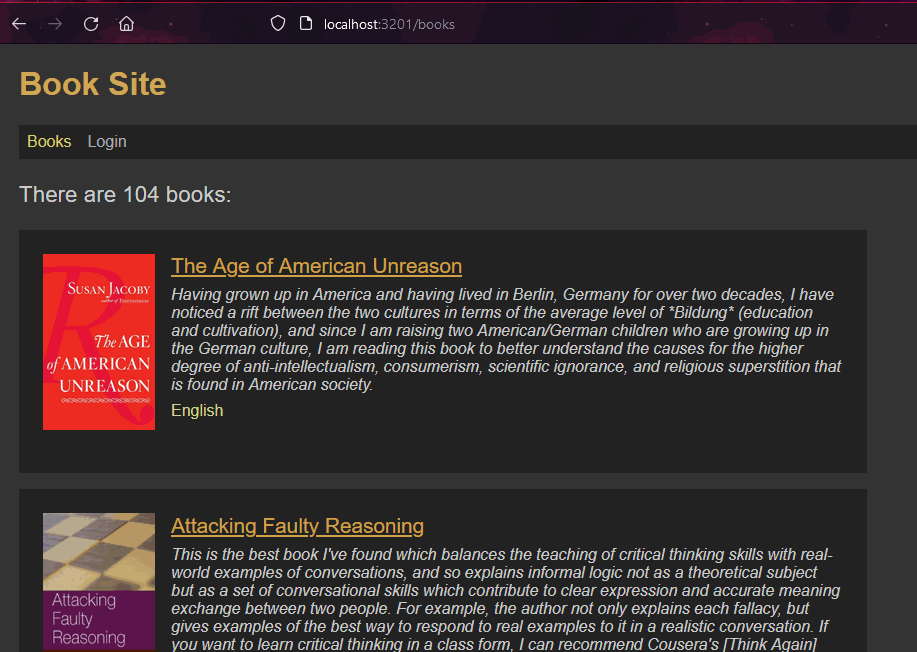 localhost:3201/books
Book Site
Books Login
There are 104 books:
SUSAN JACOBY
author of Freethinkers
The AGE
of AMERICAN
UNREASON
The Age of American Unreason
Having grown up in America and having lived in Berlin, Germany for over two decades, I have
noticed a rift between the two cultures in terms of the average level of *Bildung* (education
and cultivation), and since I am raising two American/German children who are growing up in
the German culture, I am reading this book to better understand the causes for the higher
degree of anti-intellectualism, consumerism, scientific ignorance, and religious superstition that
is found in American society.
English
Attacking
Faulty
Reasoning
Attacking Faulty Reasoning
This is the best book I've found which balances the teaching of critical thinking skills with real-
world examples of conversations, and so explains informal logic not as a theoretical subject
but as a set of conversational skills which contribute to clear expression and accurate meaning
exchange between two people. For example, the author not only explains each fallacy, but
gives examples of the best way to respond to real examples to it in a realistic conversation. If
you want to learn critical thinking in a class form, I can recommend Cousera's [Think Again]